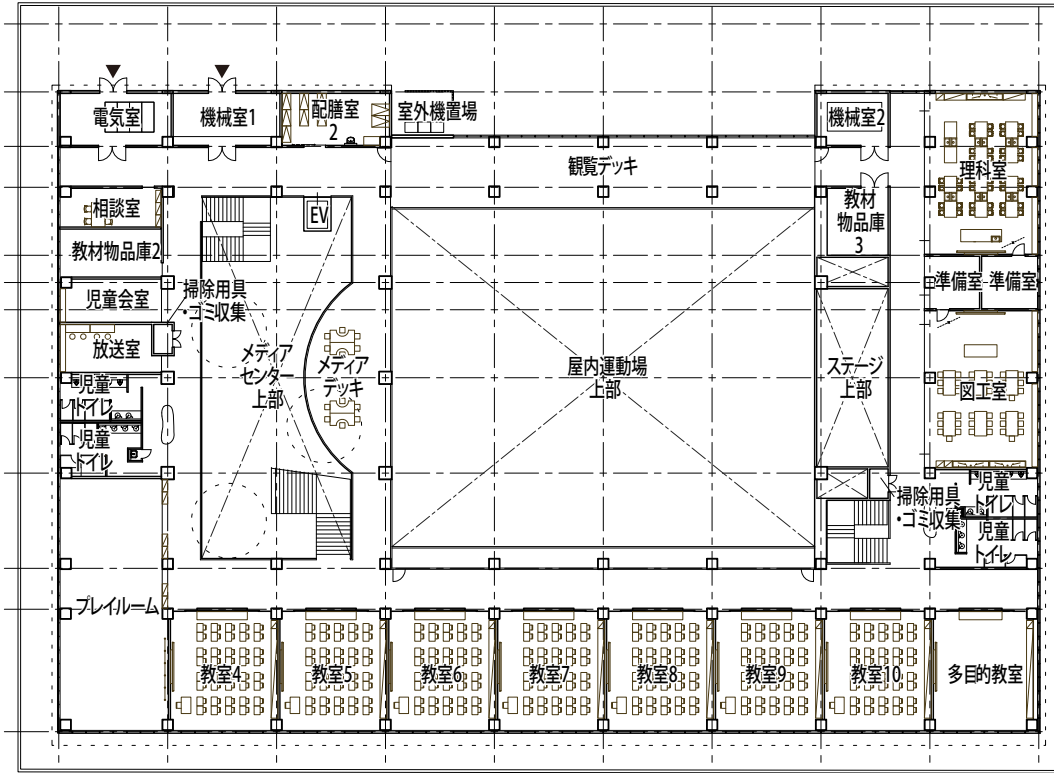 電気室
機械室1
配膳室
2
室外機置場
機械室2
観覧デッキ
理科室
相談室
EV
教材
物品庫
3
教材物品庫2
準備室
準備室
児童会室
掃除用具
・ゴミ収集
放送室
メディア
センター
上部
メディア
デッキ
屋内運動場
上部
ステージ
上部
図工室
児童
トイレ
児童
トイレ
掃除用具
・ゴミ収集
児童
トイレ
児童
トイレ
プレイルーム
教室4
教室5
教室6
教室7
教室8
教室9
教室10
多目的教室